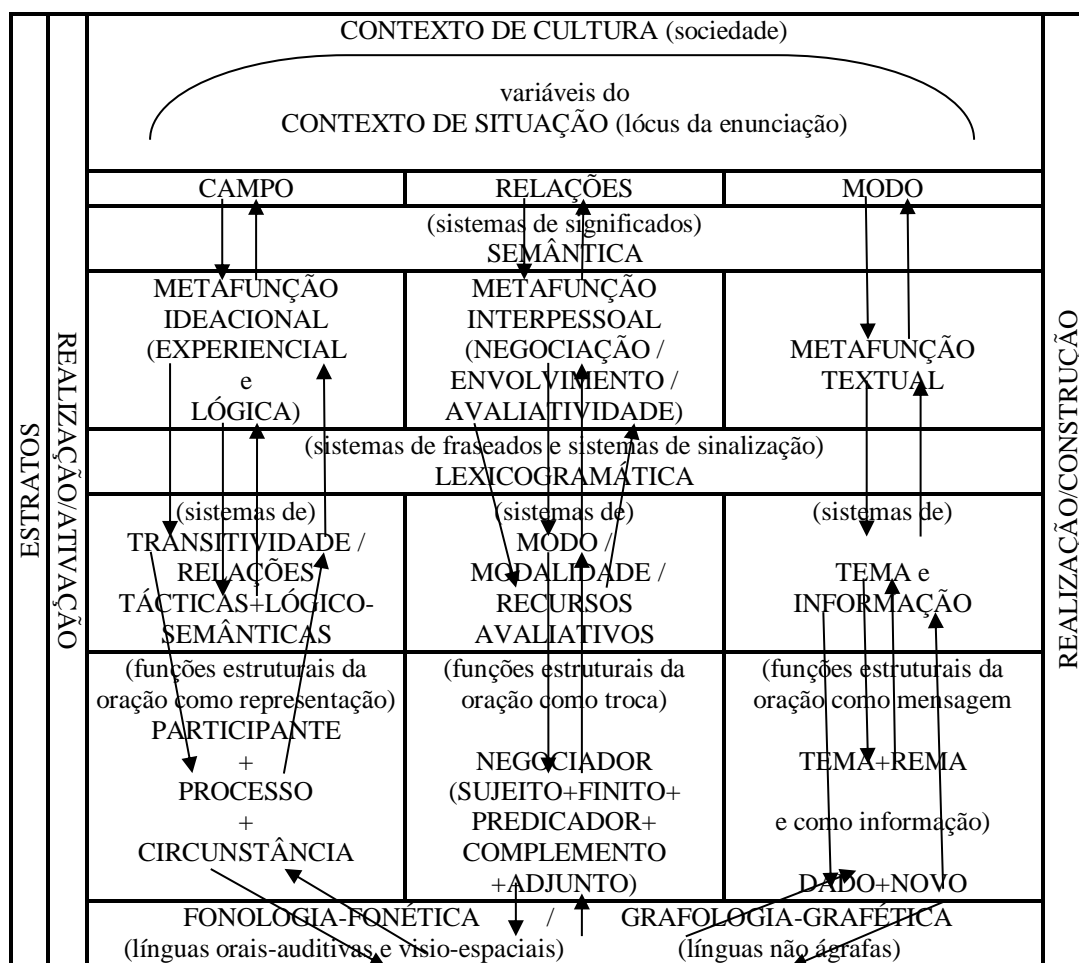 CONTEXTO DE CULTURA (sociedade)
variáveis do
CONTEXTO DE SITUAÇÃO (lócus da enunciação)
ESTRATOS
REALIZAÇÃO/ATIVAÇÃO
CAMPO
RELAÇÕES
MODO
(sistemas de significados)
SEMÂNTICA
METAFUNÇÃO
IDEACIONAL
(EXPERIENCIAL
e
LÓGICA)
METAFUNÇÃO
INTERPESSOAL
(NEGOCIAÇÃO /
ENVOLVIMENTO /
AVALIATIVIDADE)
METAFUNÇÃO
TEXTUAL
(sistemas de fraseados e sistemas de sinalização)
LEXICOGRAMÁTICA
(sistemas de)
TRANSITIVIDADE /
RELAÇÕES
TÁCTICAS+LÓGICO-
SEMÂNTICAS
(sistemas de)
MODO /
MODALIDADE /
RECURSOS
AVALIATIVOS
(sistemas de)
TEMA e
INFORMAÇÃO
(funções estruturais da
oração como representação)
PARTICIPANTE
+
PROCESSO
+
CIRCUNSTÂNCIA
(funções estruturais da
oração como troca)
NEGOCIADOR
(SUJEITO+FINITO+
PREDICADOR+
COMPLEMENTO
+ADJUNTO)
(funções estruturais da
oração como mensagem
TEMA+REMA
e como informação)
DADO+NOVO
FONOLOGIA-FONÉTICA / GRAFOLOGIA-GRAFÉTICA
(línguas orais-auditivas e visio-espaciais) (línguas não ágrafas)
REALIZAÇÃO/CONSTRUÇÃO